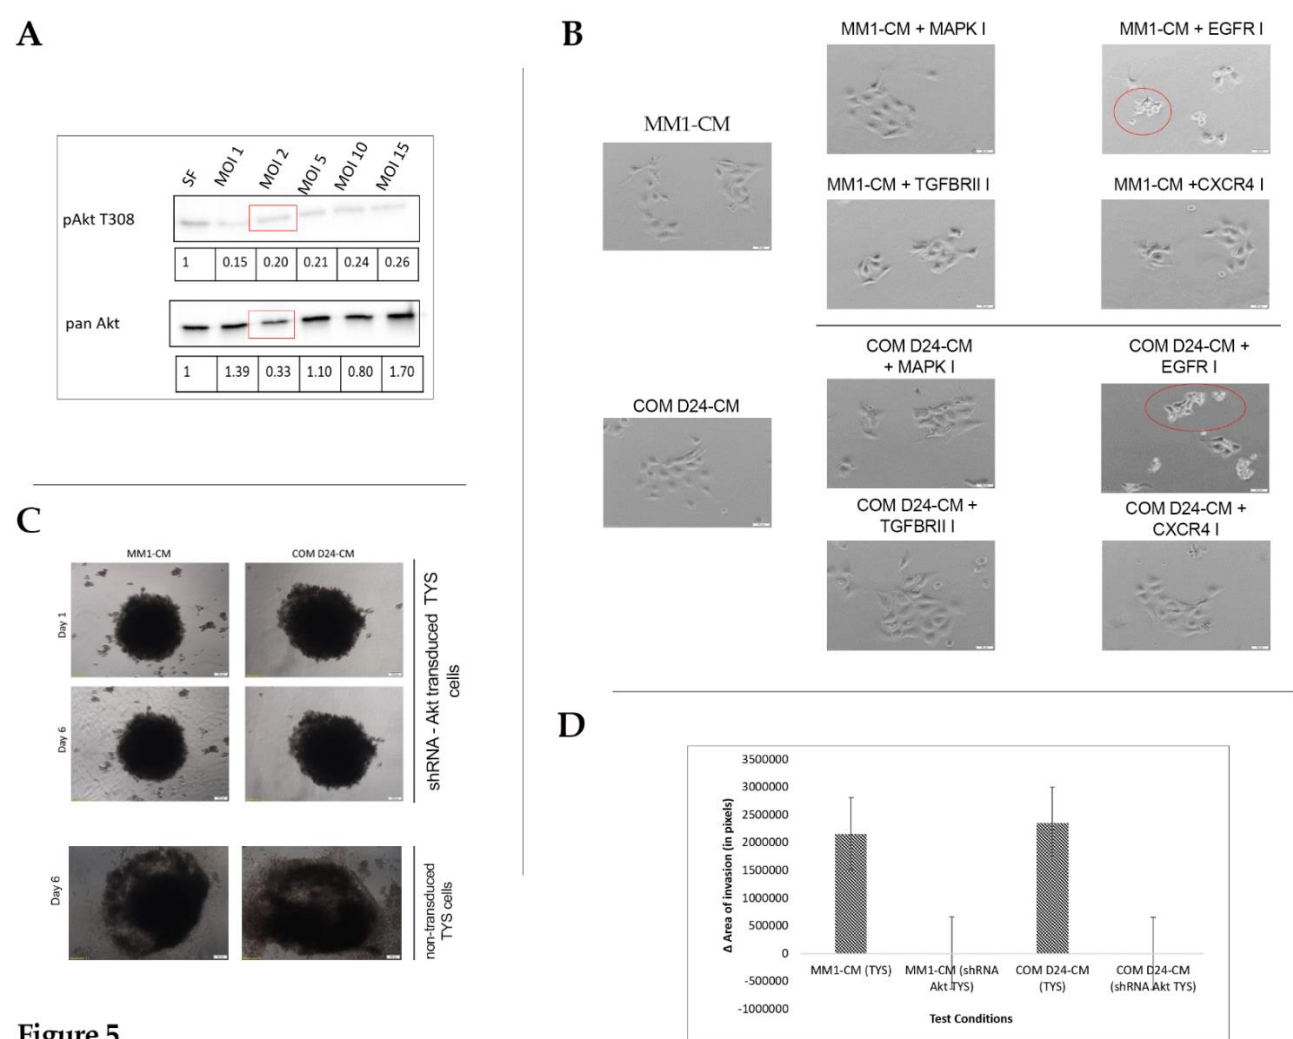 A
SF
MOI 1
MOI 2
MOI 5
MOI 10
MOI 15
pAkt T308
1 0.15 0.20 0.21 0.24 0.26
pan Akt
1 1.39 0.33 1.10 0.80 1.70
B
MM1-CM
MM1-CM + MAPK I
MM1-CM + EGFR I
MM1-CM + TGFBRII I
MM1-CM +CXCR4 I
COM D24-CM
COM D24-CM
+ MAPK I
COM D24-CM +
EGFR I
COM D24-CM +
TGFBRII I
COM D24-CM +
CXCR4 I
C
MM1-CM
COM D24-CM
Day 1
Day 6
shRNA - Akt transduced TYS
cells
Day 6
non-transduced
TYS cells
D
Δ Area of invasion (in pixels)
3500000
3000000
2500000
2000000
1500000
1000000
500000
0
-500000
-1000000
MM1-CM (TYS)
MM1-CM (shRNA
Akt TYS)
COM D24-CM
(TYS)
COM D24-CM
(shRNA Akt TYS)
Test Conditions
Figure 5